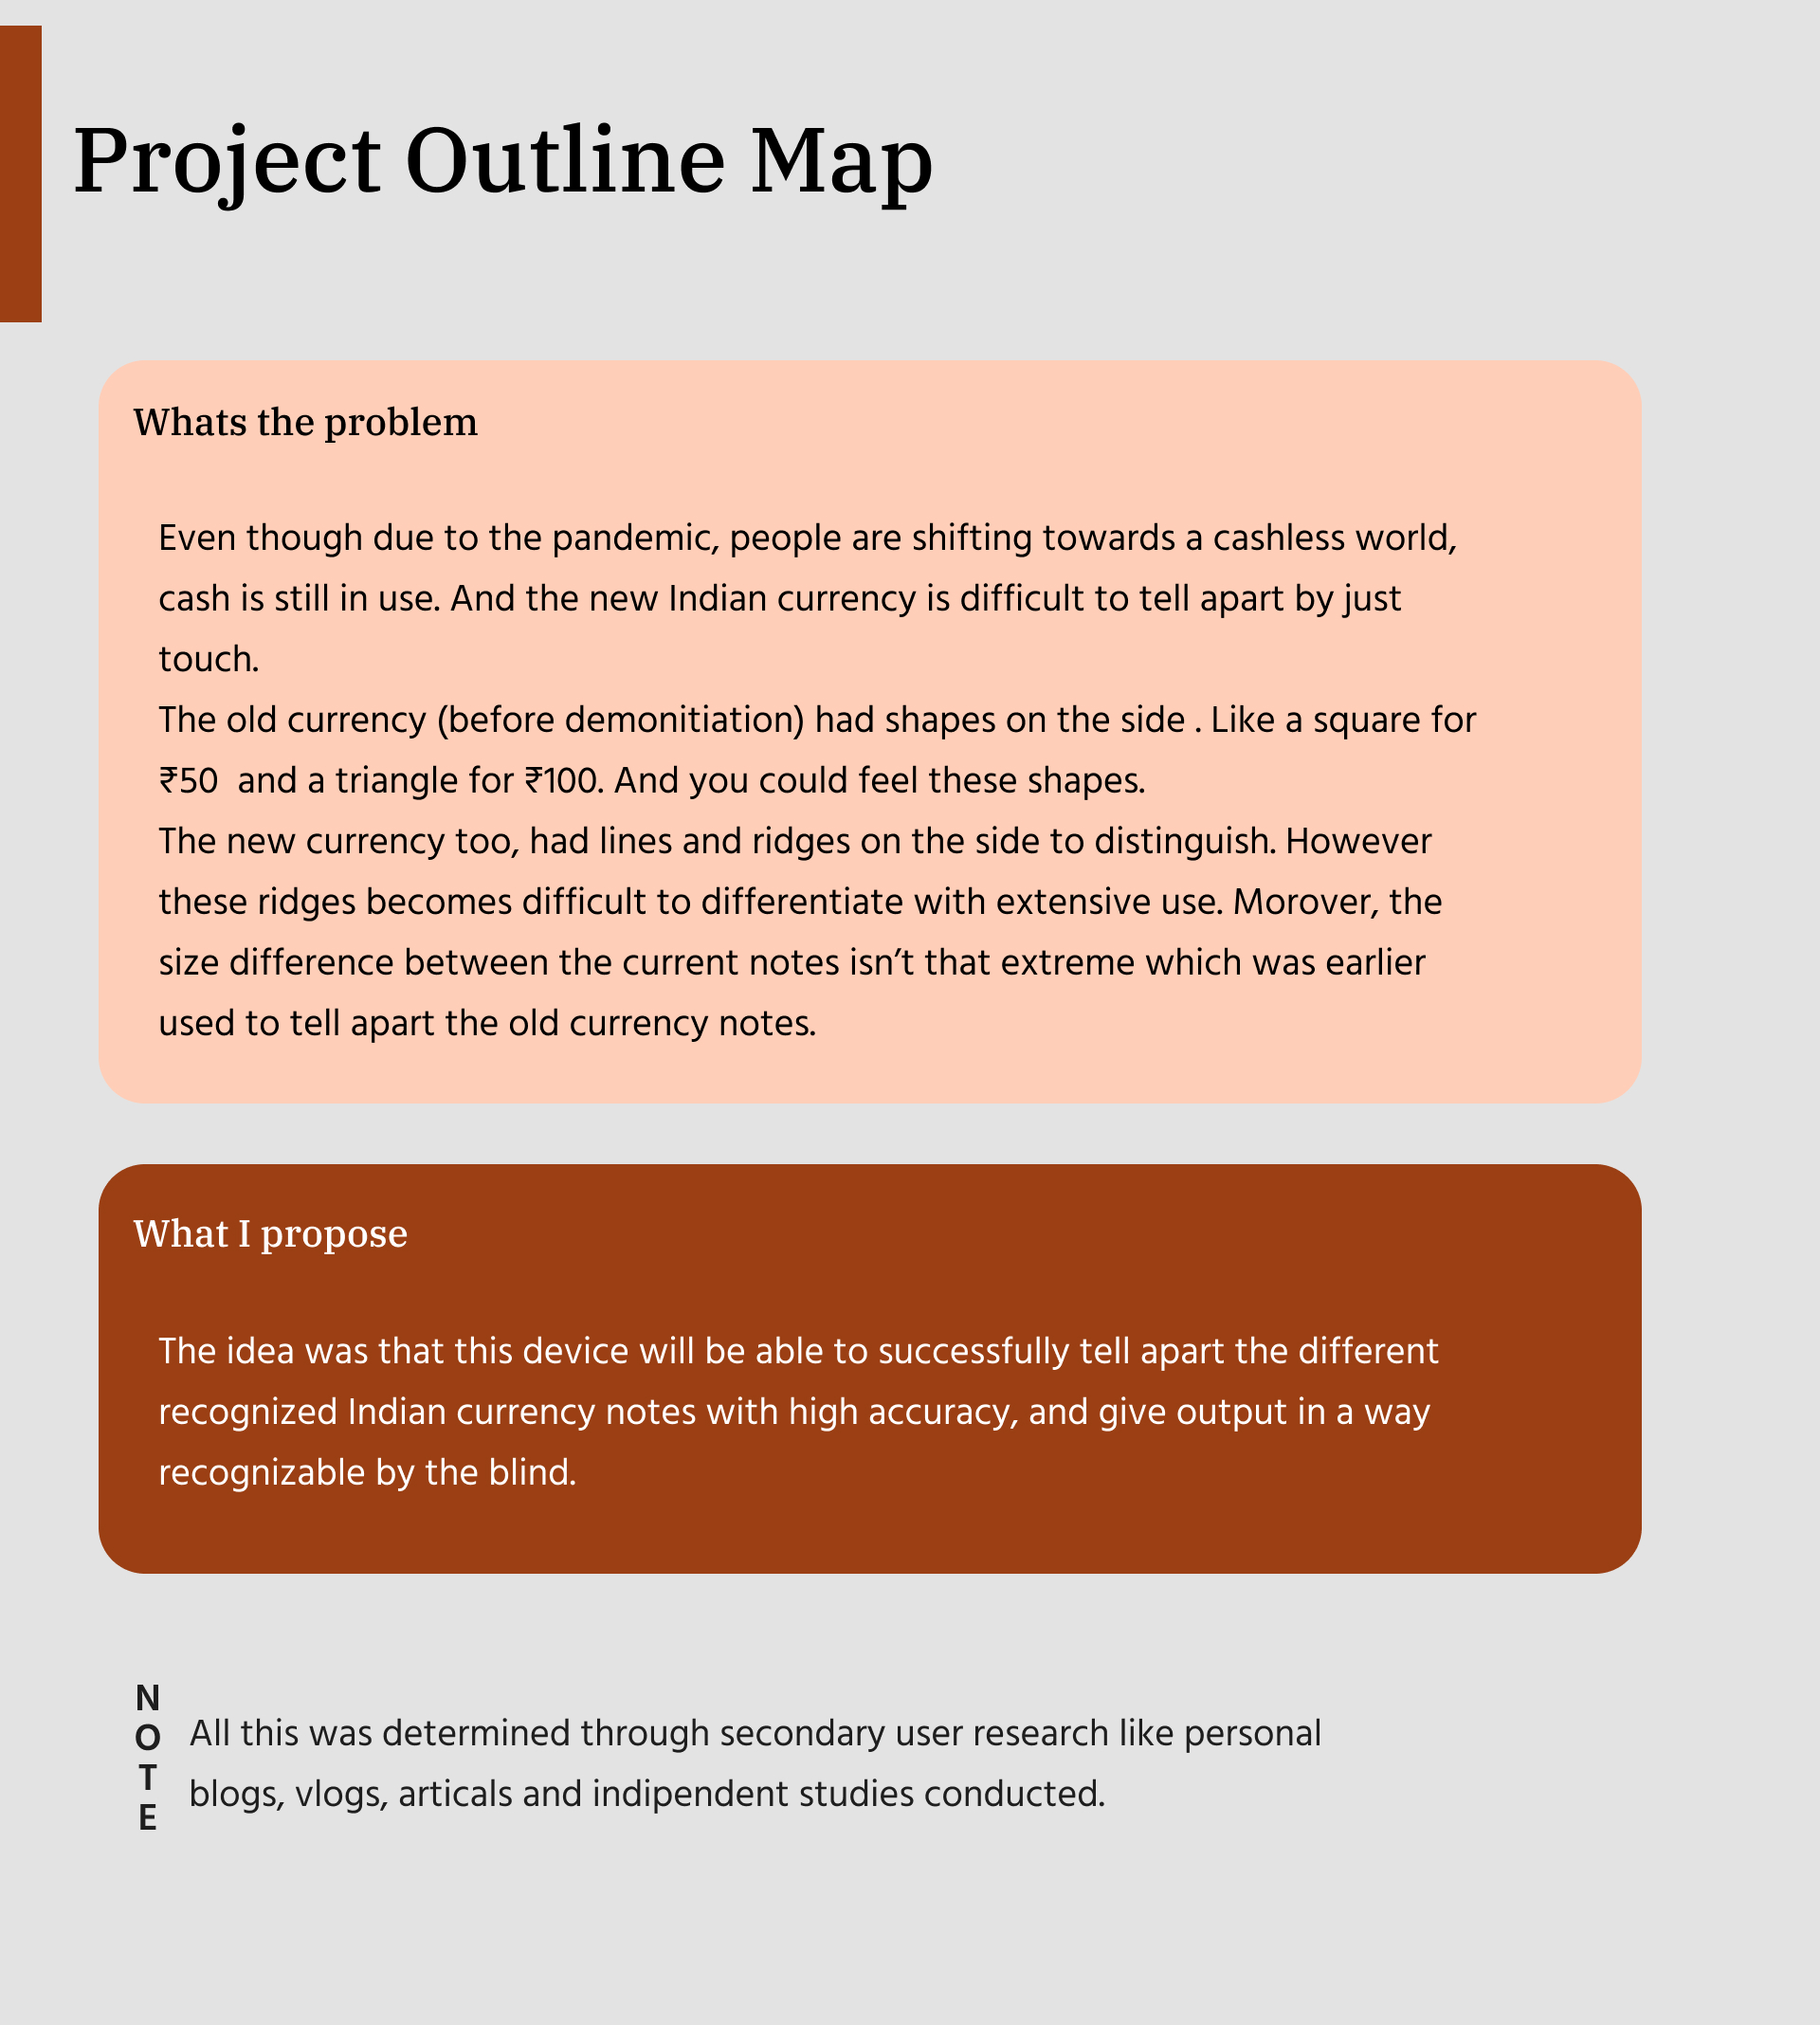 Project Outline Map
Whats the problem
Even though due to the pandemic, people are shifting towards a cashless world,
cash is still in use. And the new Indian currency is difficult to tell apart by just
touch.
The old currency (before demonitiation) had shapes on the side . Like a square for
₹50  and a triangle for ₹100. And you could feel these shapes.
The new currency too, had lines and ridges on the side to distinguish. However
these ridges becomes difficult to differentiate with extensive use. Morover, the
size difference between the current notes isn’t that extreme which was earlier
used to tell apart the old currency notes.
What I propose
The idea was that this device will be able to successfully tell apart the different
recognized Indian currency notes with high accuracy, and give output in a way
recognizable by the blind.
N
O
T
E
All this was determined through secondary user research like personal
blogs, vlogs, articals and indipendent studies conducted.